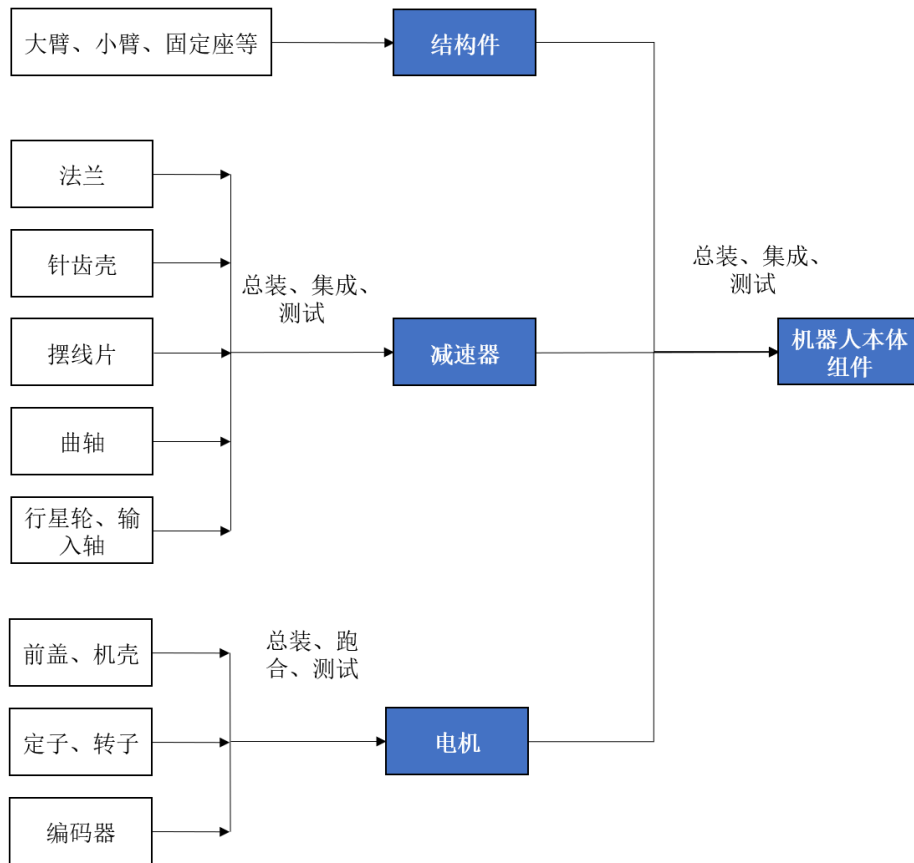 大臂、小臂、固定座等
结构件
法兰
针齿壳
总装、集成、
测试
总装、集成、
测试
摆线片
减速器
机器人本体
组件
曲轴
行星轮、输
入轴
前盖、机壳
总装、跑
合、测试
定子、转子
电机
编码器